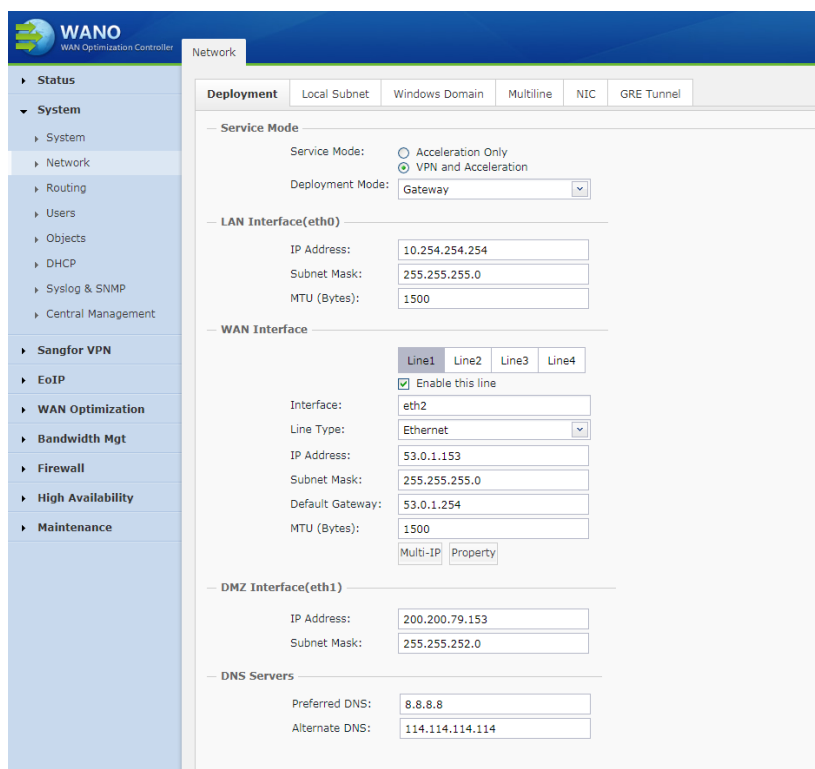 WANO
WAN Optimization Controller
Network
Status
System
System
Network
Routing
Users
Objects
DHCP
Syslog & SNMP
Central Management
Sangfor VPN
EoIP
WAN Optimization
Bandwidth Mgt
Firewall
High Availability
Maintenance
Deployment Local Subnet Windows Domain Multiline NIC GRE Tunnel
Service Mode
Service Mode: Acceleration Only
VPN and Acceleration
Deployment Mode: Gateway
LAN Interface(eth0)
IP Address: 10.254.254.254
Subnet Mask: 255.255.255.0
MTU (Bytes): 1500
WAN Interface
Line1 Line2 Line3 Line4
Enable this line
Interface: eth2
Line Type: Ethernet
IP Address: 53.0.1.153
Subnet Mask: 255.255.255.0
Default Gateway: 53.0.1.254
MTU (Bytes): 1500
Multi-IP Property
DMZ Interface(eth1)
IP Address: 200.200.79.153
Subnet Mask: 255.255.252.0
DNS Servers
Preferred DNS: 8.8.8.8
Alternate DNS: 114.114.114.114